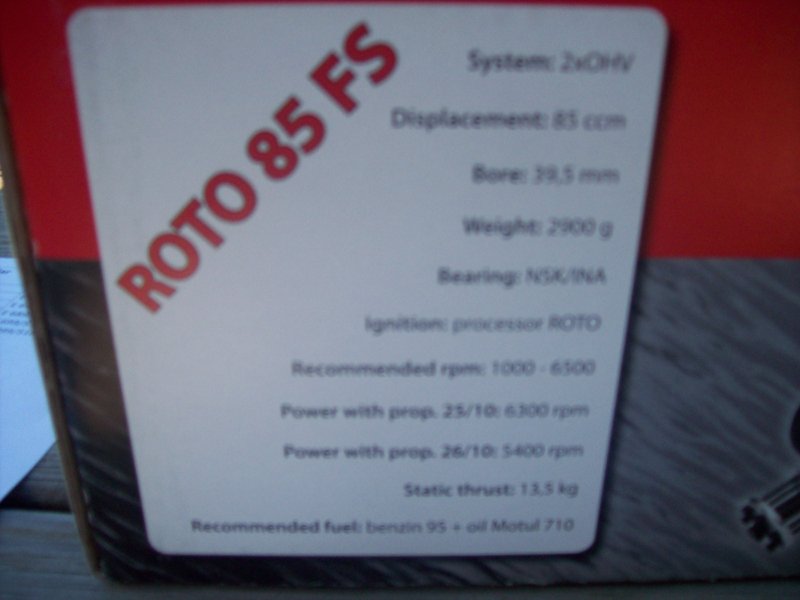 ROTO 85 FS
System: 2xOHV
Displacement: 85 ccm
Bore: 39,5 mm
Weight: 2900 g
Bearing: NSK/INA
Ignition: processor ROTO
Recommended rpm: 1000 - 6500
Power with prop. 25/10: 6300 rpm
Power with prop. 26/10: 5400 rpm
Static thrust: 13,5 kg
Recommended fuel: benzin 95 + oil Motul 710